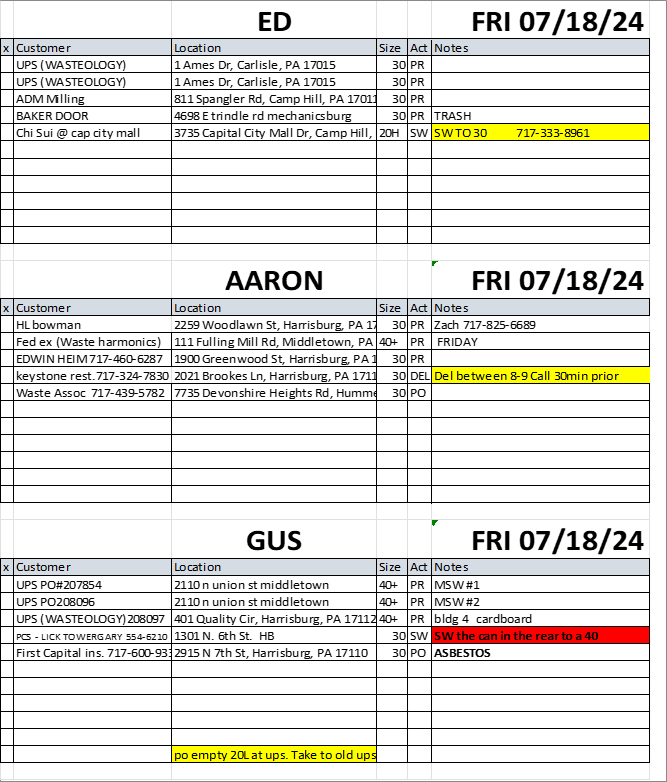 ED FRI 07/18/24
x Customer Location Size Act Notes
UPS (WASTEOLOGY) 1 Ames Dr, Carlisle, PA 17015 30 PR
UPS (WASTEOLOGY) 1 Ames Dr, Carlisle, PA 17015 30 PR
ADM Milling 811 Spangler Rd, Camp Hill, PA 17011 30 PR
BAKER DOOR 4698 E trindle rd mechanicsburg 30 PR TRASH
Chi Sui @ cap city mall 3735 Capital City Mall Dr, Camp Hill, 20H SW SW TO 30 717-333-8961
AARON FRI 07/18/24
x Customer Location Size Act Notes
HL bowman 2259 Woodlawn St, Harrisburg, PA 17 30 PR Zach 717-825-6689
Fed ex (Waste harmonics) 111 Fulling Mill Rd, Middletown, PA 40+ PR FRIDAY
EDWIN HEIM 717-460-6287 1900 Greenwood St, Harrisburg, PA 1 30 PR
keystone rest.717-324-7830 2021 Brookes Ln, Harrisburg, PA 1711 30 DEL Del between 8-9 Call 30min prior
Waste Assoc 717-439-5782 7735 Devonshire Heights Rd, Humme 30 PO
GUS FRI 07/18/24
x Customer Location Size Act Notes
UPS PO#207854 2110 n union st middletown 40+ PR MSW #1
UPS PO208096 2110 n union st middletown 40+ PR MSW #2
UPS (WASTEOLOGY)208097 401 Quality Cir, Harrisburg, PA 17112 40+ PR bldg 4 cardboard
PCS - LICK TOWERGARY 554-6210 1301 N. 6th St. HB 30 SW SW the can in the rear to a 40
First Capital ins. 717-600-933 2915 N 7th St, Harrisburg, PA 17110 30 PO ASBESTOS
po empty 20L at ups. Take to old ups